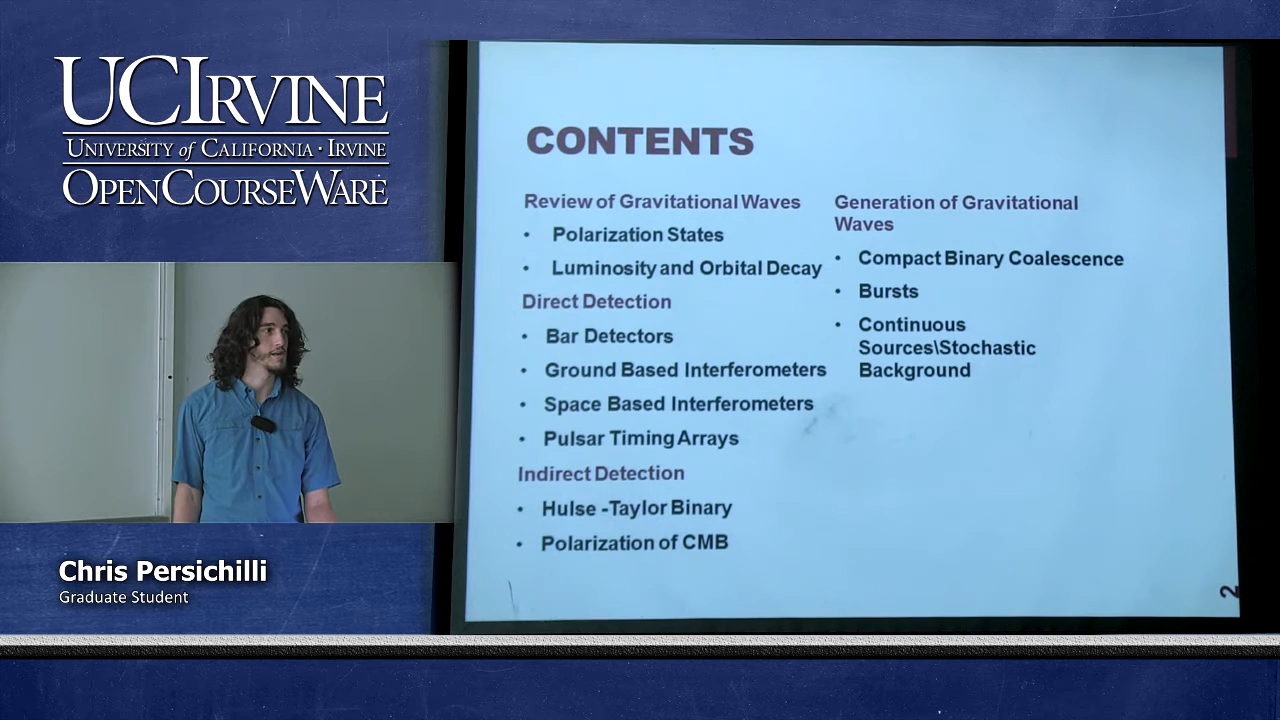 UCIRVINE
UNIVERSITY of CALIFORNIA · IRVINE
OPENCOURSEWARE
CONTENTS
Review of Gravitational Waves
• Polarization States
• Luminosity and Orbital Decay
Direct Detection
• Bar Detectors
• Ground Based Interferometers
• Space Based Interferometers
• Pulsar Timing Arrays
Indirect Detection
• Hulse -Taylor Binary
• Polarization of CMB
Generation of Gravitational
Waves
• Compact Binary Coalescence
• Bursts
• Continuous
Sources\Stochastic
Background
2
Chris Persichilli
Graduate Student